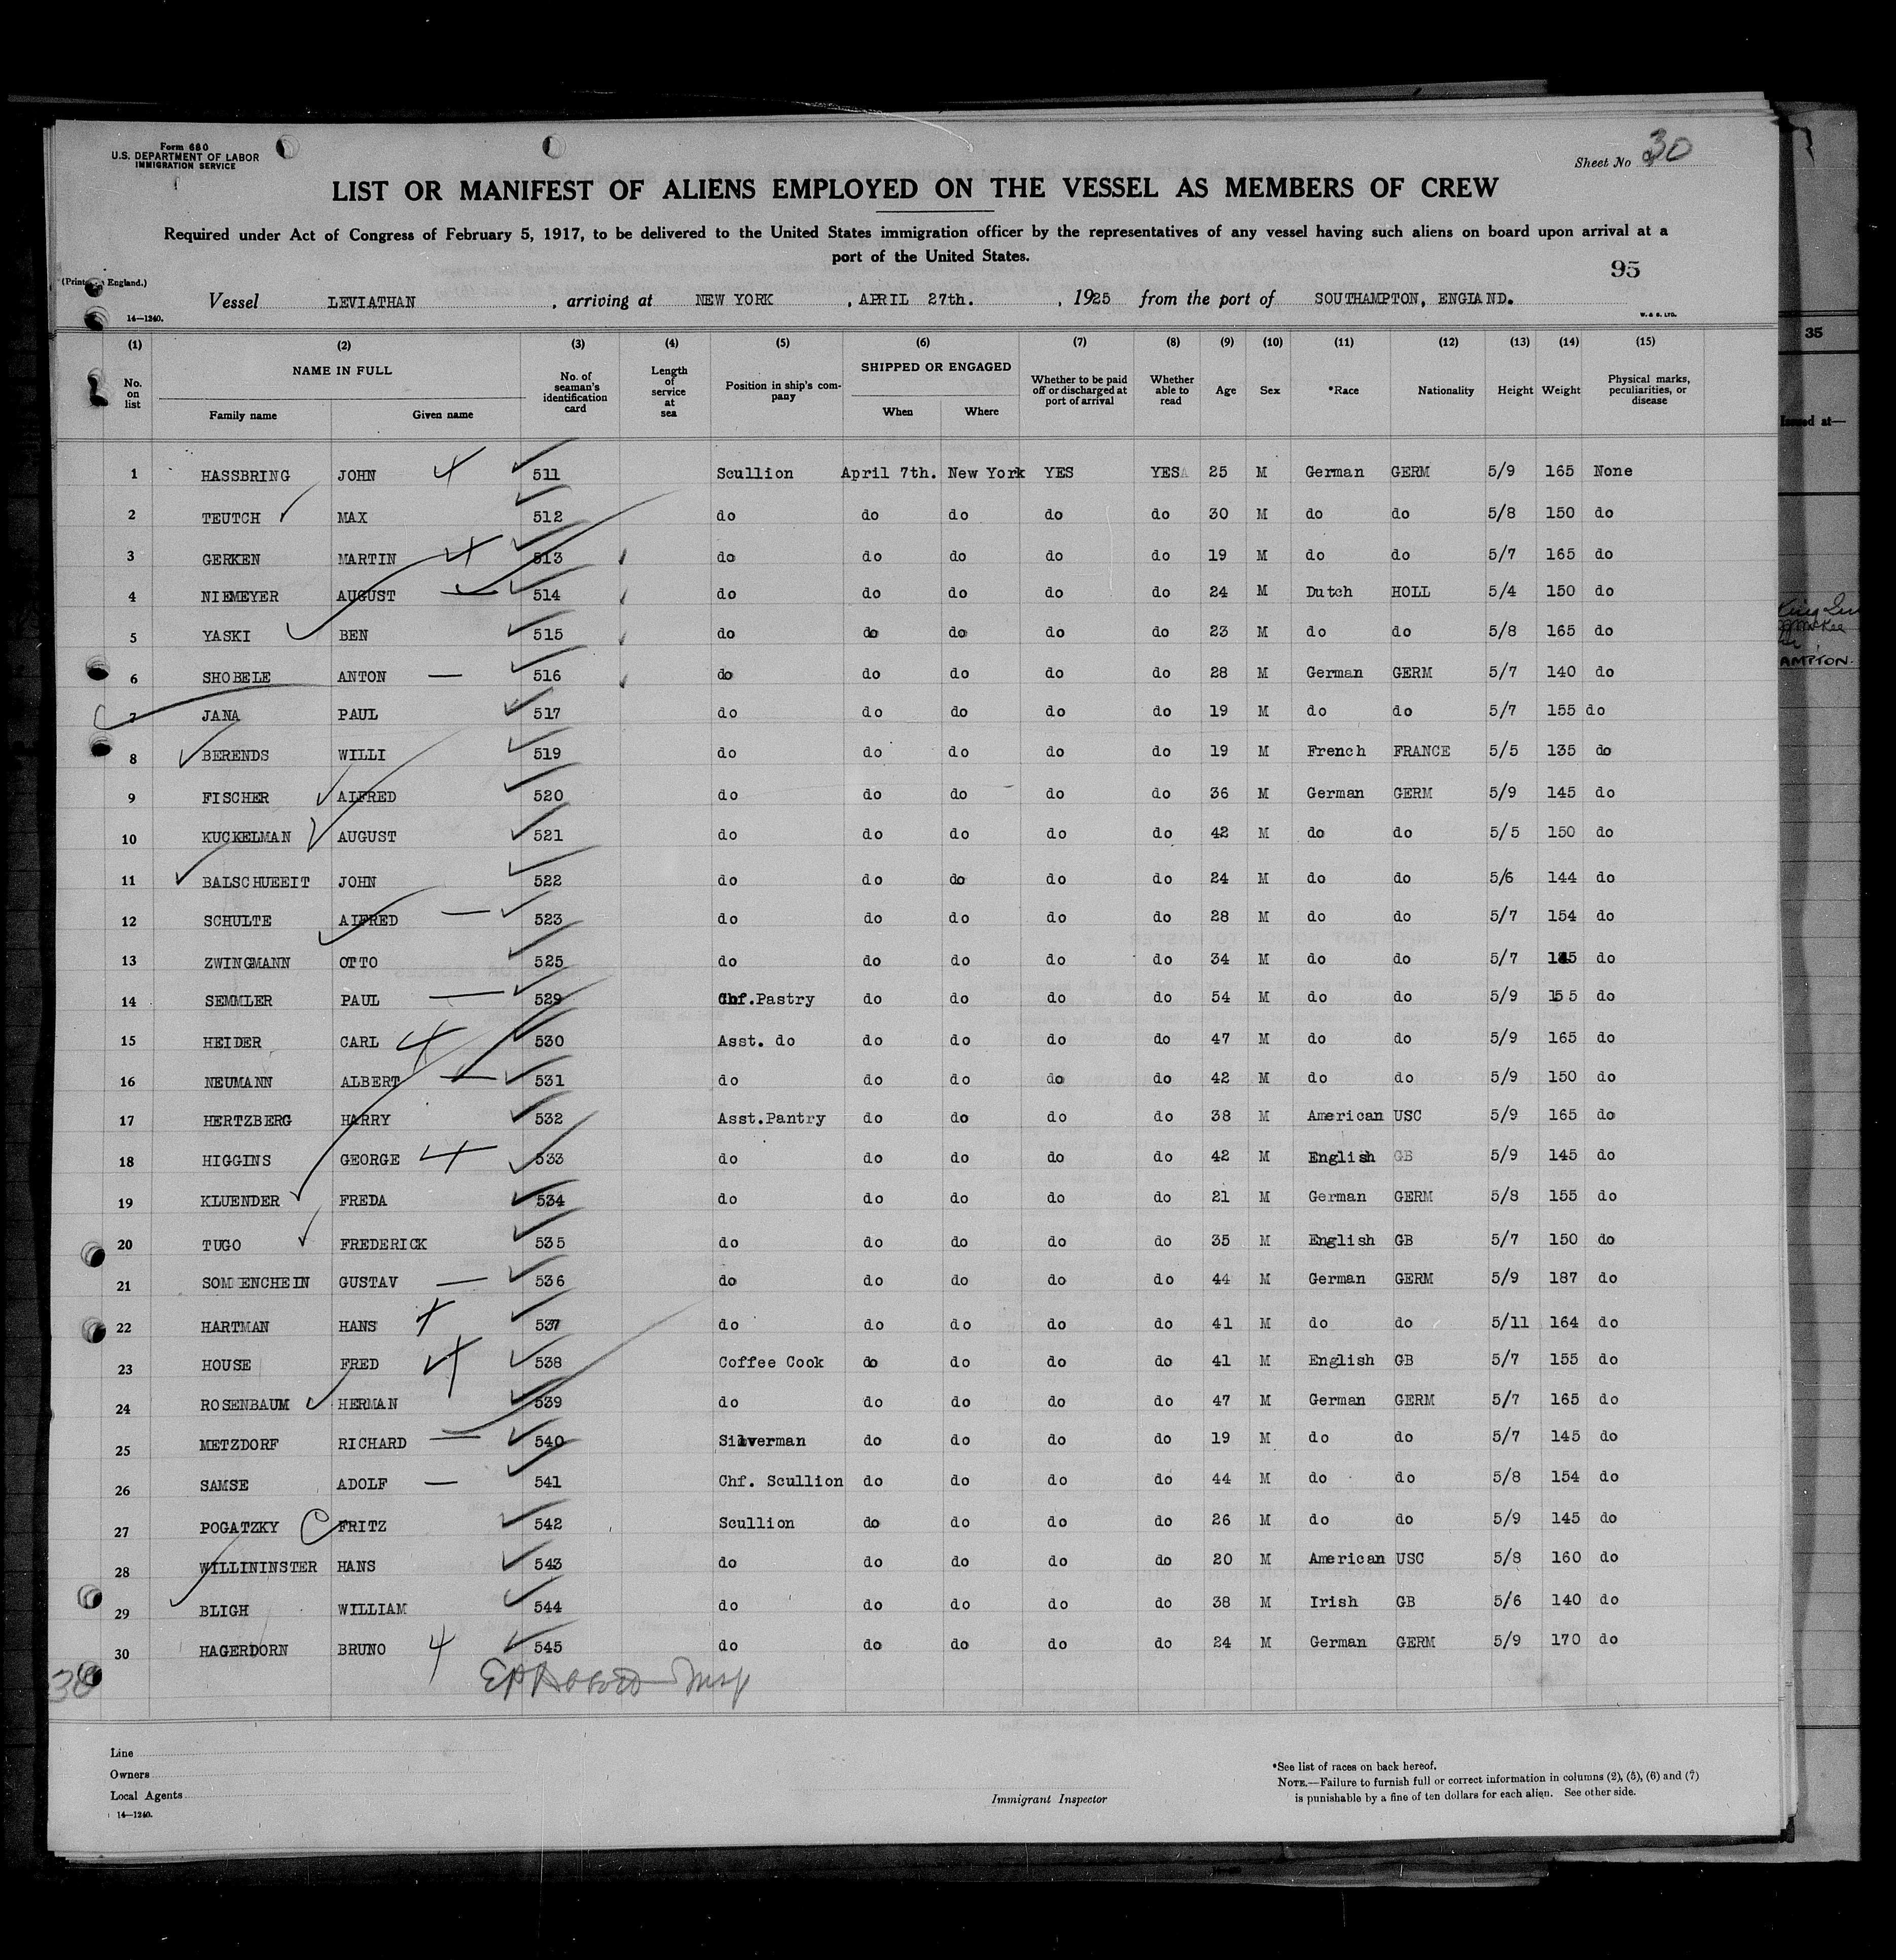 Form 680
U.S. DEPARTMENT OF LABOR
IMMIGRATION SERVICE
Sheet No 30
LIST OR MANIFEST OF ALIENS EMPLOYED ON THE VESSEL AS MEMBERS OF CREW
Required under Act of Congress of February 5, 1917, to be delivered to the United States immigration officer by the representatives of any vessel having such aliens on board upon arrival at a
port of the United States.
95
England.)
Vessel LEVIATHAN, arriving at NEW YORK, APRIL 27th., 1925 from the port of SOUTHAMPTON, ENGLAND.
14—1240.
W. & S. LTD.
(1) (2) (3) (4) (5) (6) (7) (8) (9) (10) (11) (12) (13) (14) (15)
No. on list NAME IN FULL Family name Given name No. of seaman's identification card Length of service at sea Position in ship's company SHIPPED OR ENGAGED When Where Whether to be paid off or discharged at port of arrival Whether able to read Age Sex *Race Nationality Height Weight Physical marks, peculiarities, or disease
1 HASSBRING JOHN 4 511 Scullion April 7th. New York YES YES 25 M German GERM 5/9 165 None
2 TEUTCH MAX 512 do do do do do 30 M do do 5/8 150 do
3 GERKEN MARTIN 4 513 do do do do do 19 M do do 5/7 165 do
4 NIEMEYER AUGUST 514 do do do do do 24 M Dutch HOLL 5/4 150 do
5 YASKI BEN 515 do do do do do 23 M do do 5/8 165 do
6 SHOBELE ANTON 516 do do do do do 28 M German GERM 5/7 140 do
7 JANA PAUL 517 do do do do do 19 M do do 5/7 155 do
8 BERENDS WILLI 519 do do do do do 19 M French FRANCE 5/5 135 do
9 FISCHER ALFRED 520 do do do do do 36 M German GERM 5/9 145 do
10 KUCKELMAN AUGUST 521 do do do do do 42 M do do 5/5 150 do
11 BALSCHUEEIT JOHN 522 do do do do do 24 M do do 5/6 144 do
12 SCHULTE ALFRED 523 do do do do do 28 M do do 5/7 154 do
13 ZWINGMANN OTTO 525 do do do do do 34 M do do 5/7 do
14 SEMMLER PAUL 529 Chf.Pastry do do do do 54 M do do 5/9 155 do
15 HEIDER CARL 4 530 Asst. do do do do do 47 M do do 5/9 165 do
16 NEUMANN ALBERT 531 do do do do do 42 M do do 5/9 150 do
17 HERTZBERG HARRY 532 Asst.Pantry do do do do 38 M American USC 5/9 165 do
18 HIGGINS GEORGE 4 533 do do do do do 42 M English GB 5/9 145 do
19 KLUENDER FREDA 534 do do do do do 21 M German GERM 5/8 155 do
20 TUGO FREDERICK 535 do do do do do 35 M English GB 5/7 150 do
21 SOMMENCHEIN GUSTAV 536 do do do do do 44 M German GERM 5/9 187 do
22 HARTMAN HANS 537 do do do do do 41 M do do 5/11 164 do
23 HOUSE FRED 4 538 Coffee Cook do do do do 41 M English GB 5/7 155 do
24 ROSENBAUM HERMAN 539 do do do do do 47 M German GERM 5/7 165 do
25 METZDORF RICHARD 540 Silverman do do do do 19 M do do 5/7 145 do
26 SAMSE ADOLF 541 Chf. Scullion do do do do 44 M do do 5/8 154 do
27 POGATZKY FRITZ 542 Scullion do do do do 26 M do do 5/9 145 do
28 WILLININSTER HANS 543 do do do do do 20 M American USC 5/8 160 do
29 BLIGH WILLIAM 544 do do do do do 38 M Irish GB 5/6 140 do
30 HAGERDORN BRUNO 4 545 do do do do do 24 M German GERM 5/9 170 do
Line
Owners
Local Agents
14—1240.
Immigrant Inspector
*See list of races on back hereof.
NOTE.—Failure to furnish full or correct information in columns (2), (5), (6) and (7)
is punishable by a fine of ten dollars for each alien. See other side.
35
Issued at—
AMPTON.